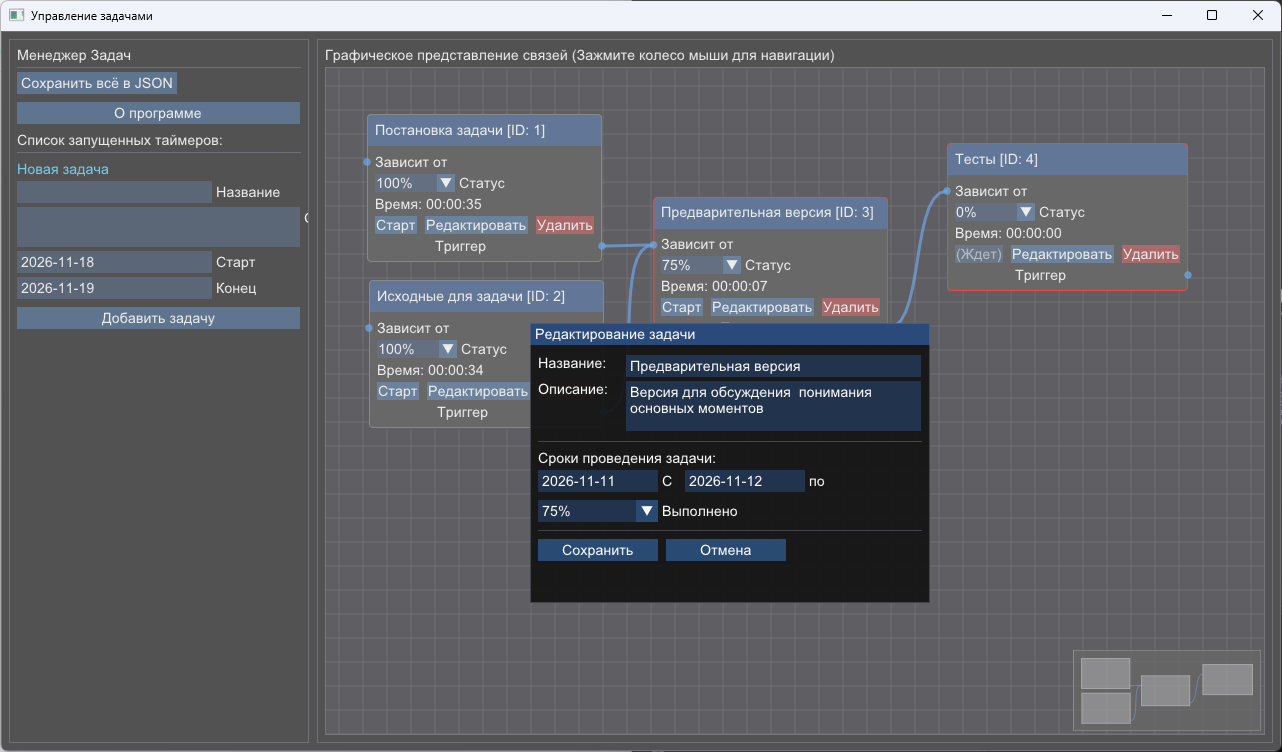 Управление задачами
Менеджер Задач
Сохранить всё в JSON
О программе
Список запущенных таймеров:
Новая задача
Название
2026-11-18 Старт
2026-11-19 Конец
Добавить задачу
Графическое представление связей (Зажмите колесо мыши для навигации)
Постановка задачи [ID: 1]
Зависит от
100% Статус
Время: 00:00:35
Старт Редактировать Удалить
Триггер
Исходные для задачи [ID: 2]
Зависит от
100% Статус
Время: 00:00:34
Старт Редактировать
Триггер
Предварительная версия [ID: 3]
Зависит от
75% Статус
Время: 00:00:07
Старт Редактировать Удалить
Тесты [ID: 4]
Зависит от
0% Статус
Время: 00:00:00
(Ждет) Редактировать Удалить
Триггер
Редактирование задачи
Название: Предварительная версия
Описание: Версия для обсуждения понимания
основных моментов
Сроки проведения задачи:
2026-11-11 С 2026-11-12 по
75% Выполнено
Сохранить Отмена